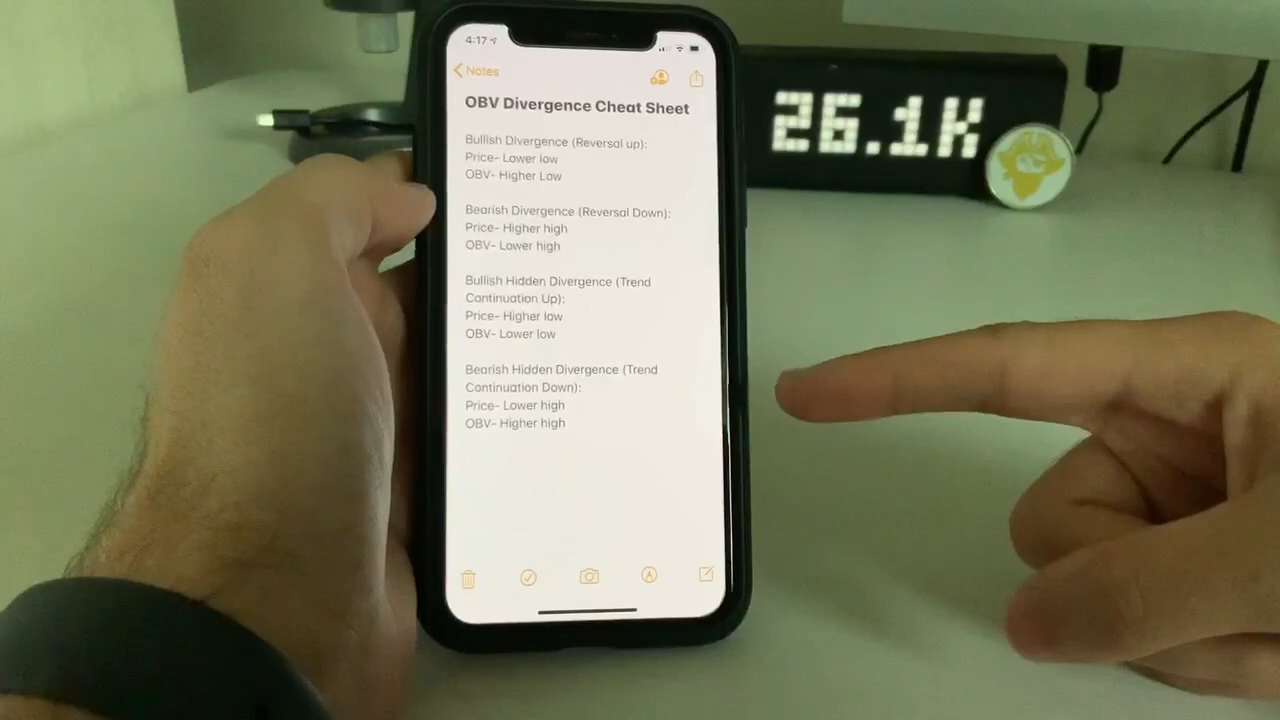 4:17
Notes
OBV Divergence Cheat Sheet
Bullish Divergence (Reversal up):
Price- Lower low
OBV- Higher Low
Bearish Divergence (Reversal Down):
Price- Higher high
OBV- Lower high
Bullish Hidden Divergence (Trend
Continuation Up):
Price- Higher low
OBV- Lower low
Bearish Hidden Divergence (Trend
Continuation Down):
Price- Lower high
OBV- Higher high
26.1K